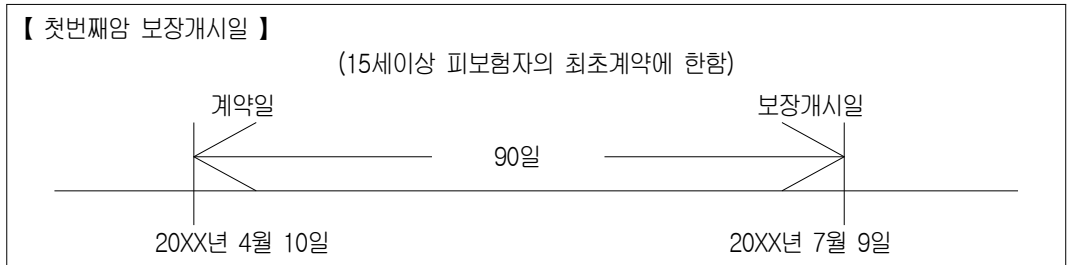 【 첫번째암 보장개시일 】
(15세이상 피보험자의 최초계약에 한함)
계약일 보장개시일
90일
20XX년 4월 10일 20XX년 7월 9일